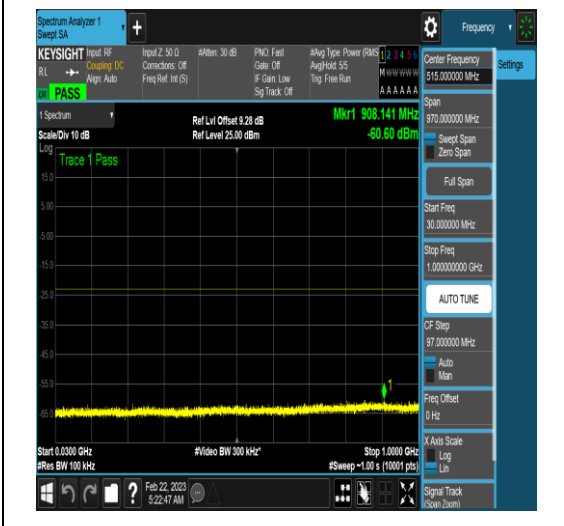 Spectrum Analyzer 1
Swept SA
+
Frequency
KEYSIGHT
RL
PASS
Input: RF
Coupling: DC
Align: Auto
Input Z: 50 Ω
Corrections: Off
Freq Ref: Int (S)
#Atten: 30 dB
PNO: Fast
Gate: Off
IF Gain: Low
Sig Track: Off
#Avg Type: Power (RMS
Avg|Hold: 5/5
Trig: Free Run
1 2 3 4 5 6
M W W W W W
A A A A A A
Settings
1 Spectrum
Scale/Div 10 dB
Ref Lvl Offset 9.28 dB
Ref Level 25.00 dBm
Mkr1 908.141 MHz
-60.60 dBm
Log
Trace 1 Pass
15.0
5.00
-5.00
-15.0
-25.0
-35.0
-45.0
-55.0
-65.0
1
Start 0.0300 GHz
#Res BW 100 kHz
#Video BW 300 kHz*
Stop 1.0000 GHz
#Sweep ~1.00 s (10001 pts)
?
Feb 22, 2023
5:22:47 AM
Center Frequency
515.000000 MHz
Span
970.000000 MHz
Swept Span
Zero Span
Full Span
Start Freq
30.000000 MHz
Stop Freq
1.000000000 GHz
AUTO TUNE
CF Step
97.000000 MHz
Auto
Man
Freq Offset
0 Hz
X Axis Scale
Log
Lin
Signal Track
(Span Zoom)